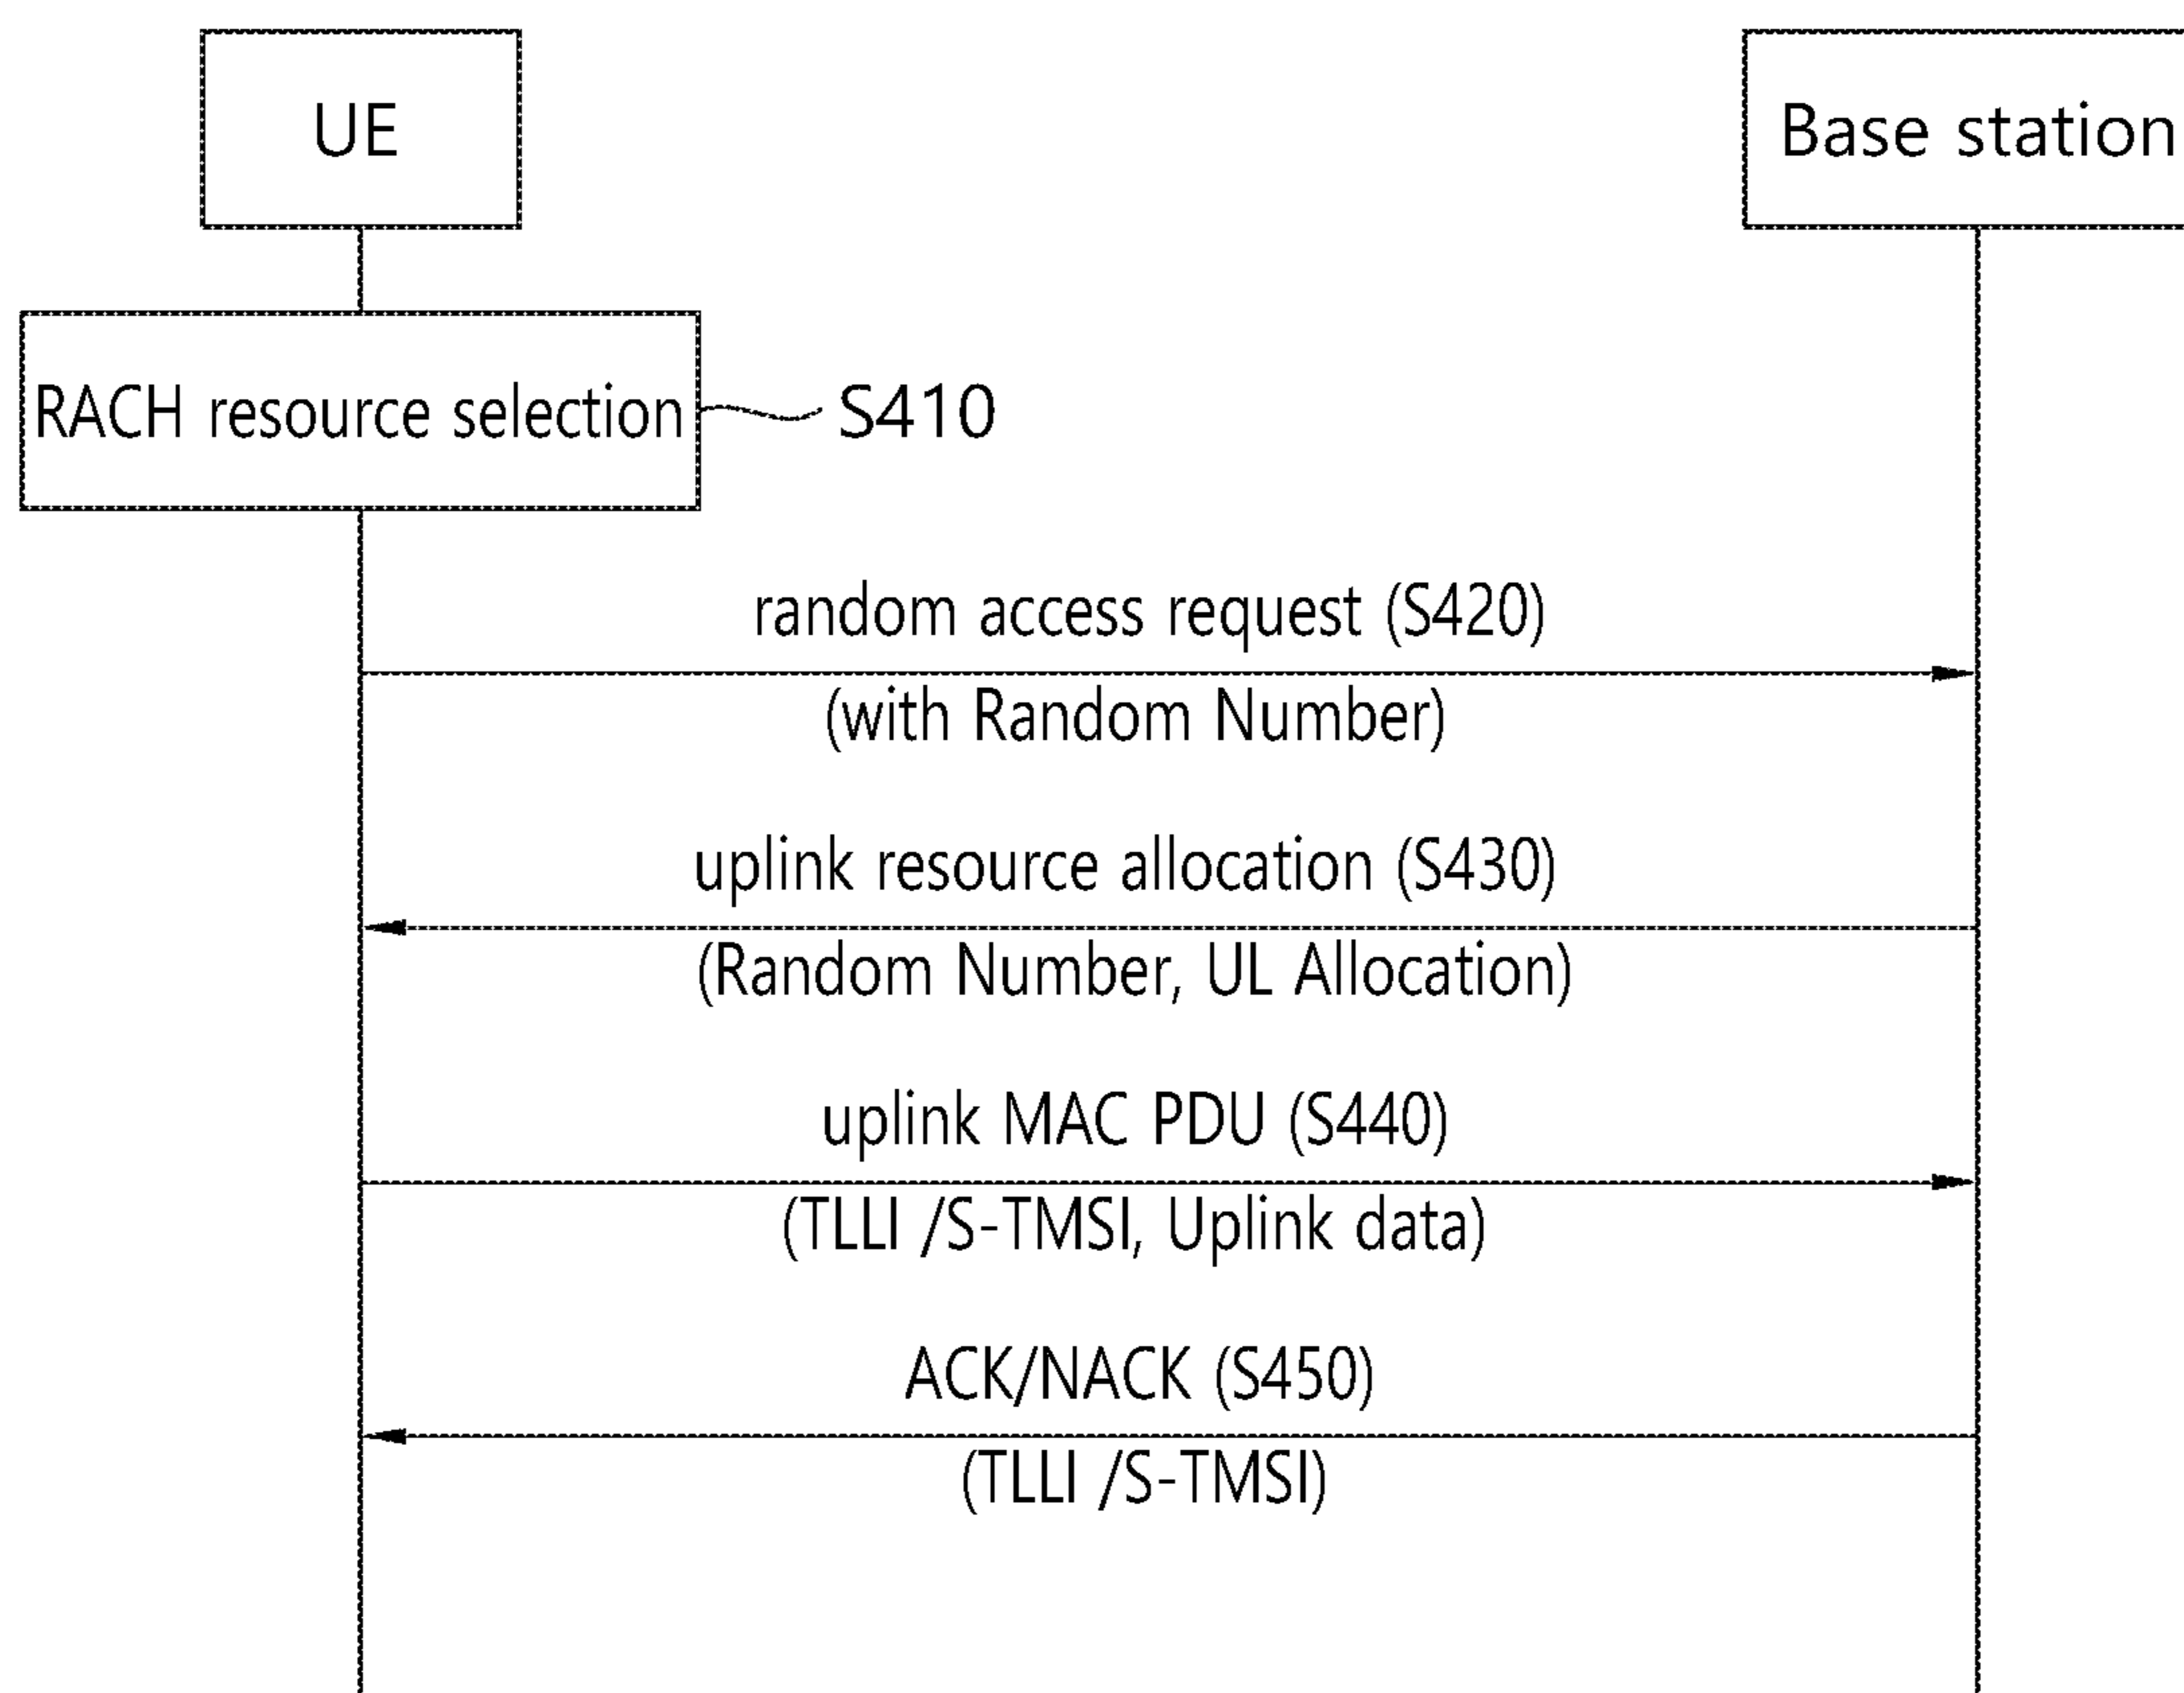 UE
Base station
RACH resource selection
S410
random access request (S420)
(with Random Number)
uplink resource allocation (S430)
(Random Number, UL Allocation)
uplink MAC PDU (S440)
(TLLI /S-TMSI, Uplink data)
ACK/NACK (S450)
(TLLI /S-TMSI)